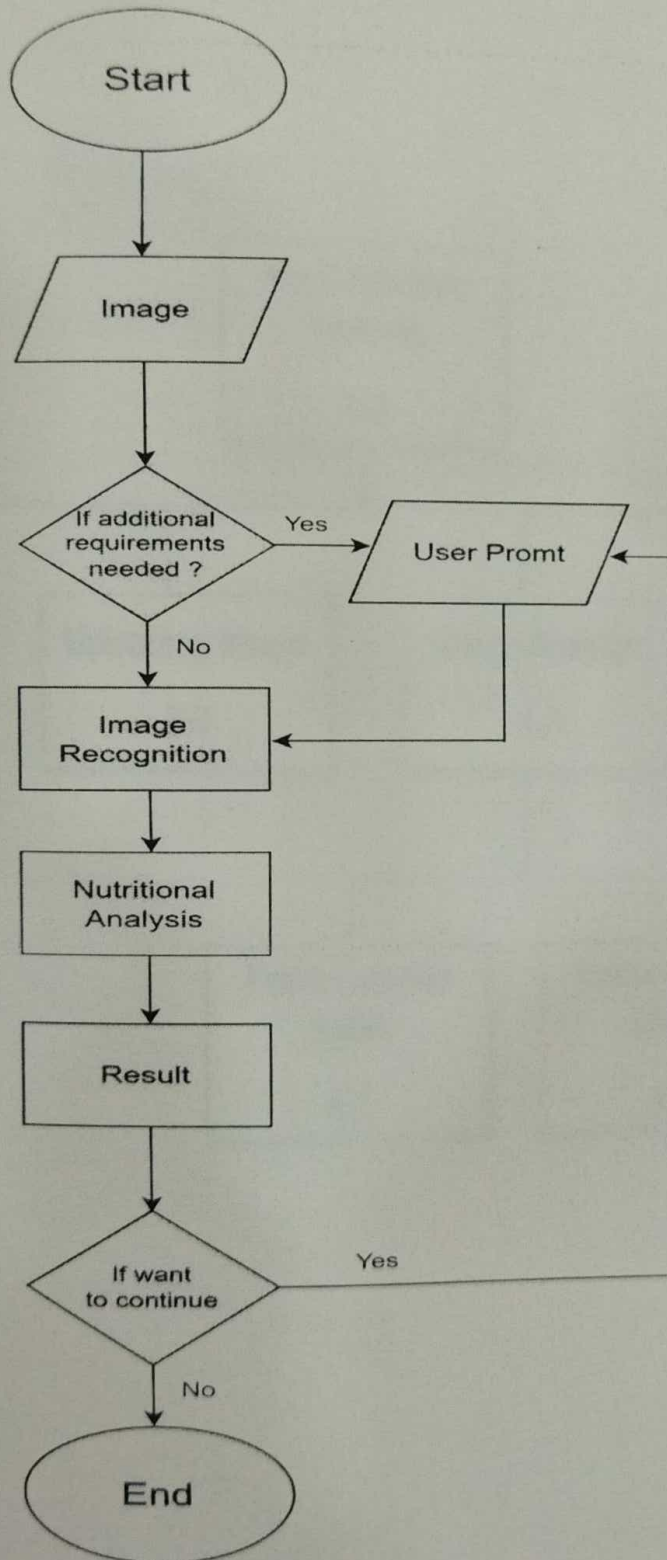 Start
Image
If additional
requirements
needed ?
Yes
User Promt
No
Image
Recognition
Nutritional
Analysis
Result
If want
to continue
Yes
No
End